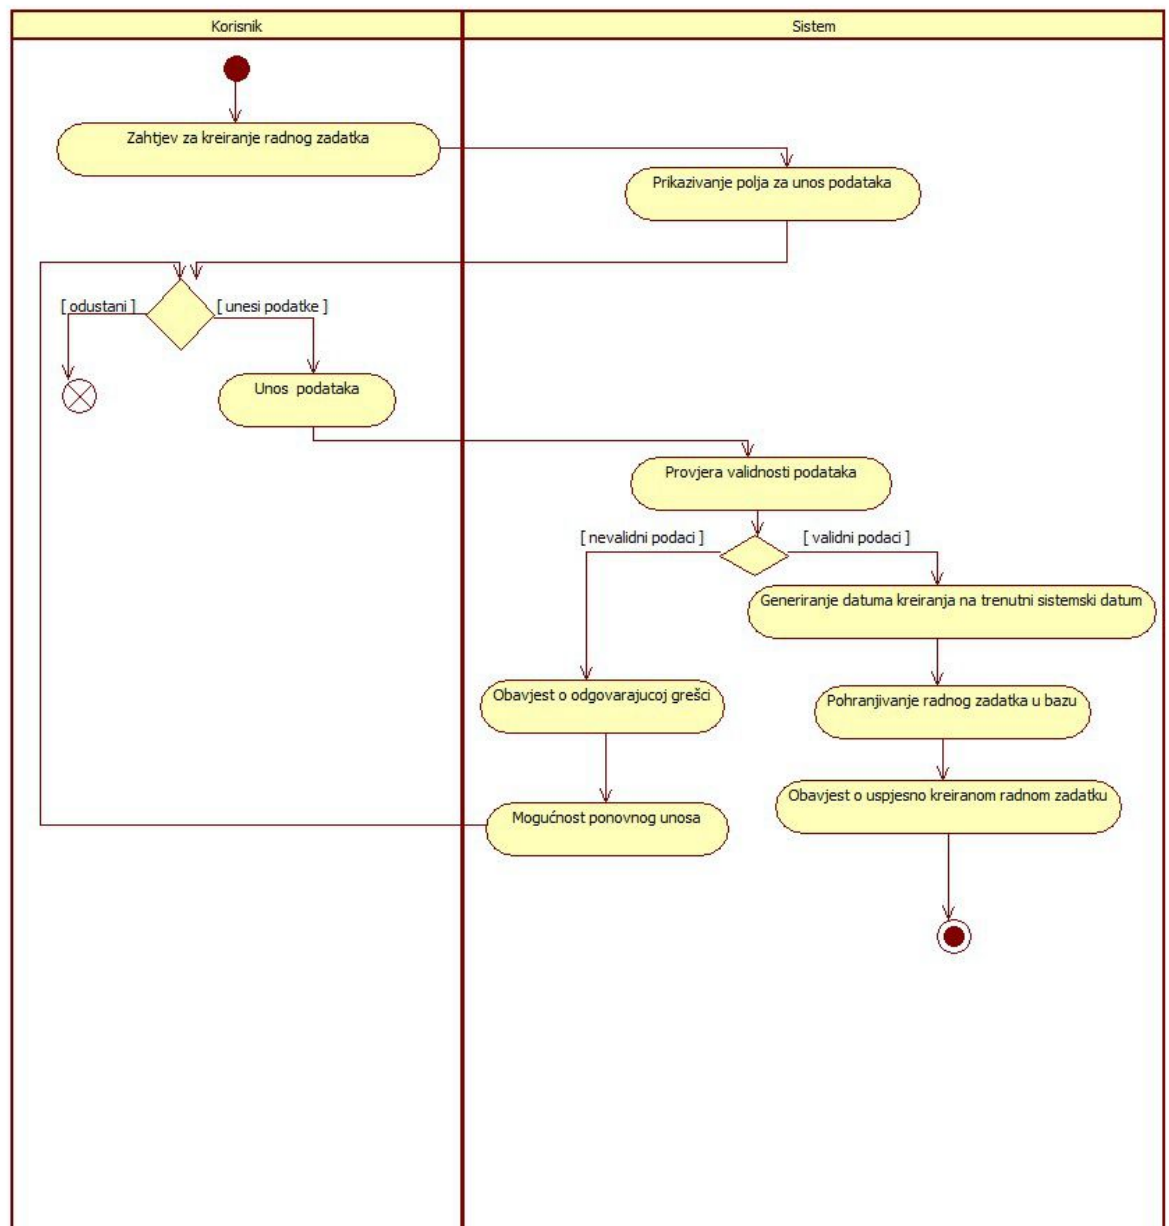 Korisnik
Sistem
Zahtjev za kreiranje radnog zadatka
Prikazivanje polja za unos podataka
[ odustani ]
[ unesi podatke ]
Unos podataka
Provjera validnosti podataka
[ nevalidni podaci ]
[ validni podaci ]
Generiranje datuma kreiranja na trenutni sistemski datum
Obavjest o odgovarajucoj grešci
Pohranjivanje radnog zadatka u bazu
Obavjest o uspjesno kreiranom radnom zadatku
Mogućnost ponovnog unosa